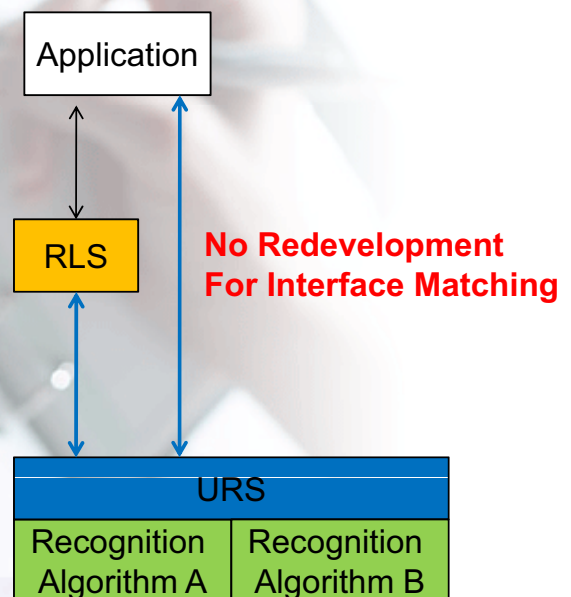 Application
RLS
No Redevelopment
For Interface Matching
URS
Recognition
Algorithm A
Recognition
Algorithm B